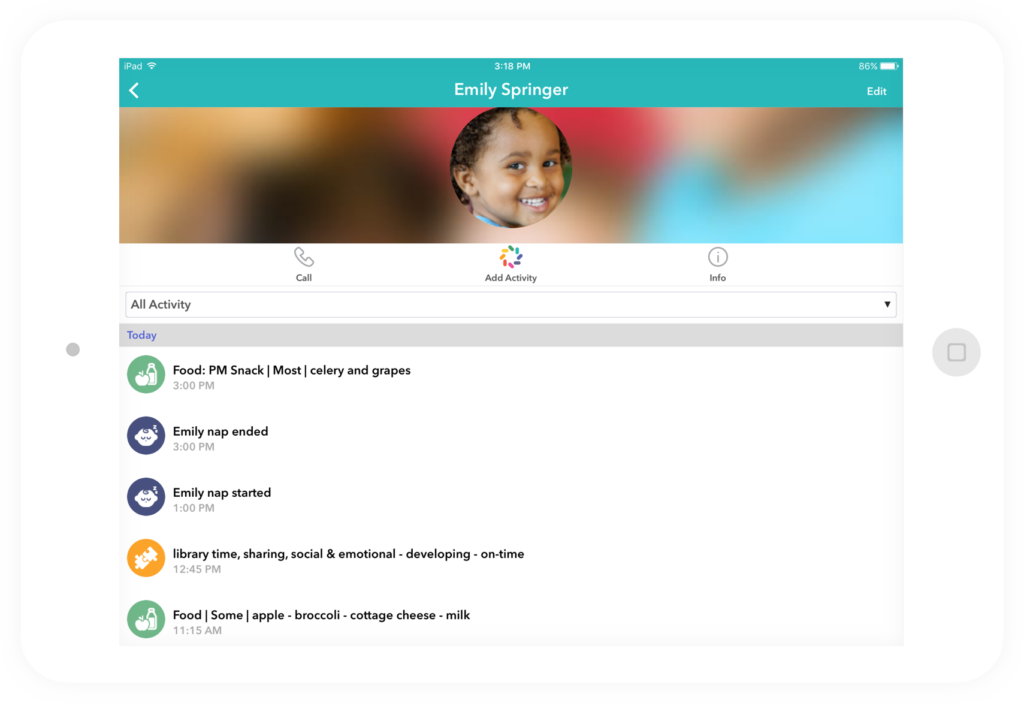 iPad 3:18 PM 86%
Emily Springer Edit
Call Add Activity Info
All Activity
Today
Food: PM Snack | Most | celery and grapes
3:00 PM
Emily nap ended
3:00 PM
Emily nap started
1:00 PM
library time, sharing, social & emotional - developing - on-time
12:45 PM
Food | Some | apple - broccoli - cottage cheese - milk
11:15 AM